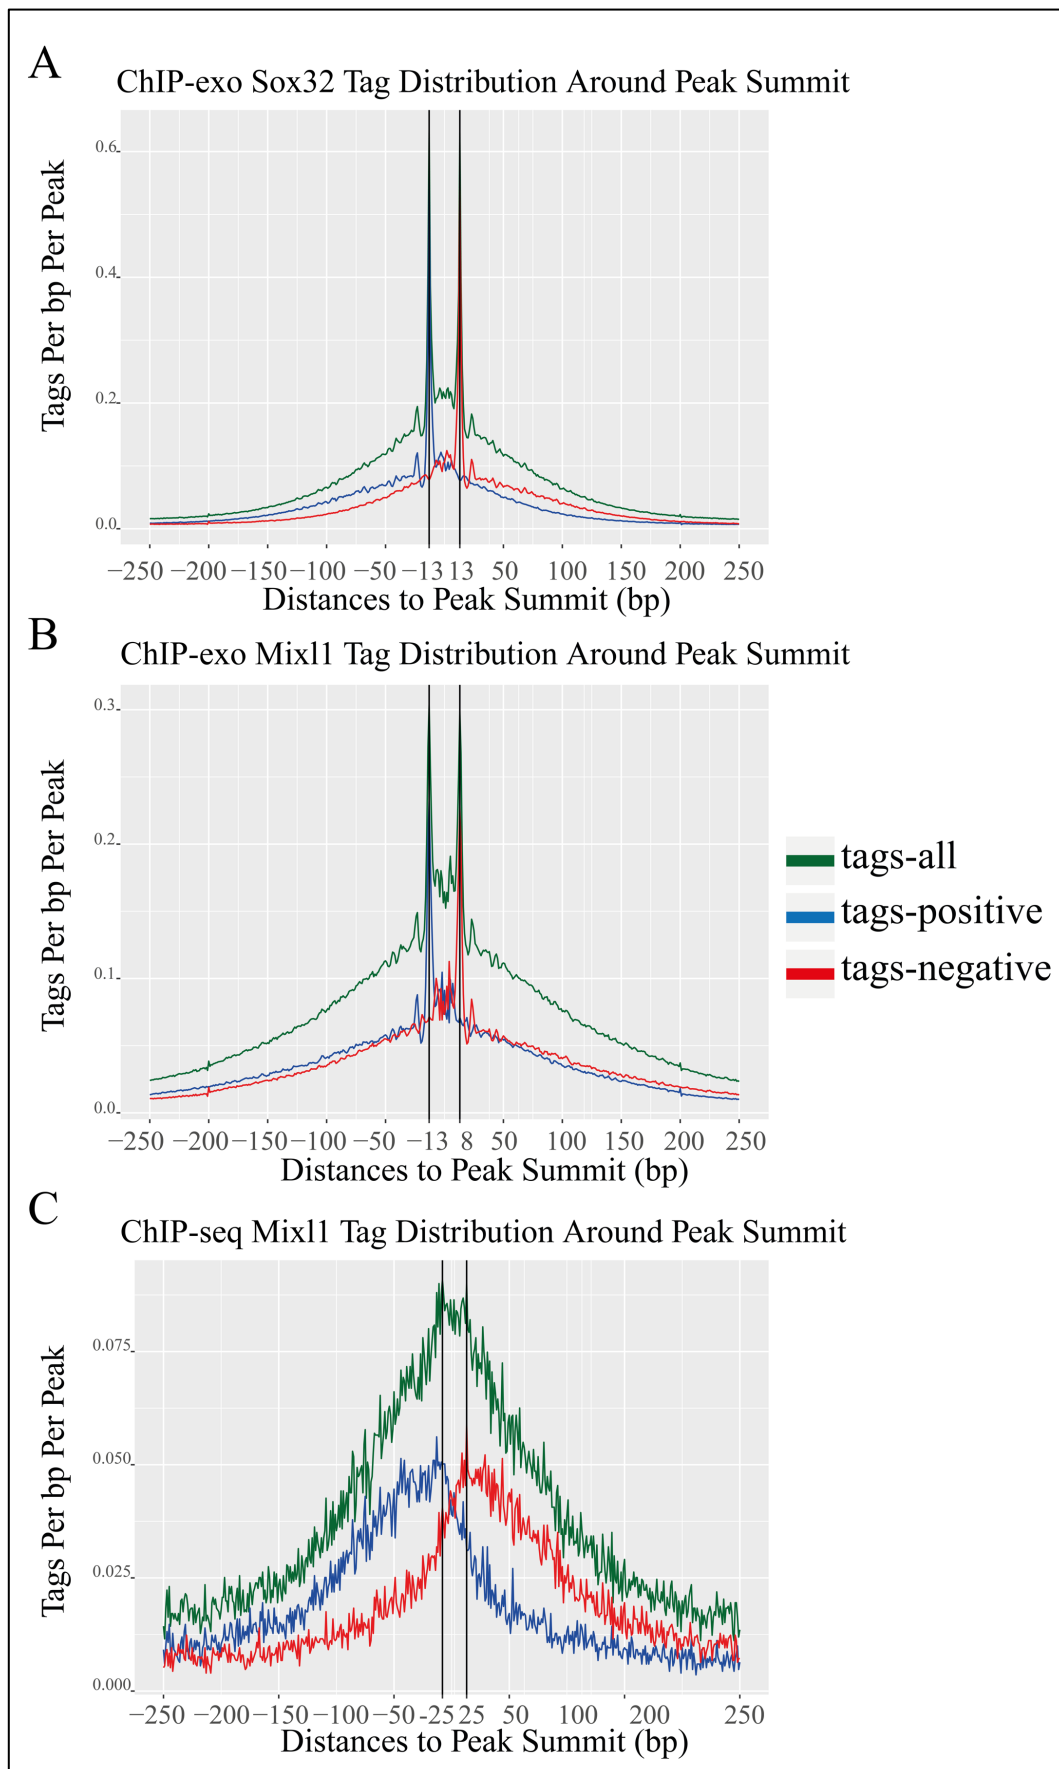 A
ChIP-exo Sox32 Tag Distribution Around Peak Summit
Tags Per bp Per Peak
0.6
0.4
0.2
0.0
−250 −200 −150 −100 −50 −13 13 50 100 150 200 250
Distances to Peak Summit (bp)
B
ChIP-exo Mixl1 Tag Distribution Around Peak Summit
Tags Per bp Per Peak
0.3
0.2
0.1
0.0
−250 −200 −150 −100 −50 −13 8 50 100 150 200 250
Distances to Peak Summit (bp)
tags-all
tags-positive
tags-negative
C
ChIP-seq Mixl1 Tag Distribution Around Peak Summit
Tags Per bp Per Peak
0.075
0.050
0.025
0.000
−250 −200 −150 −100 −50 -25 25 50 100 200 250
Distances to Peak Summit (bp)